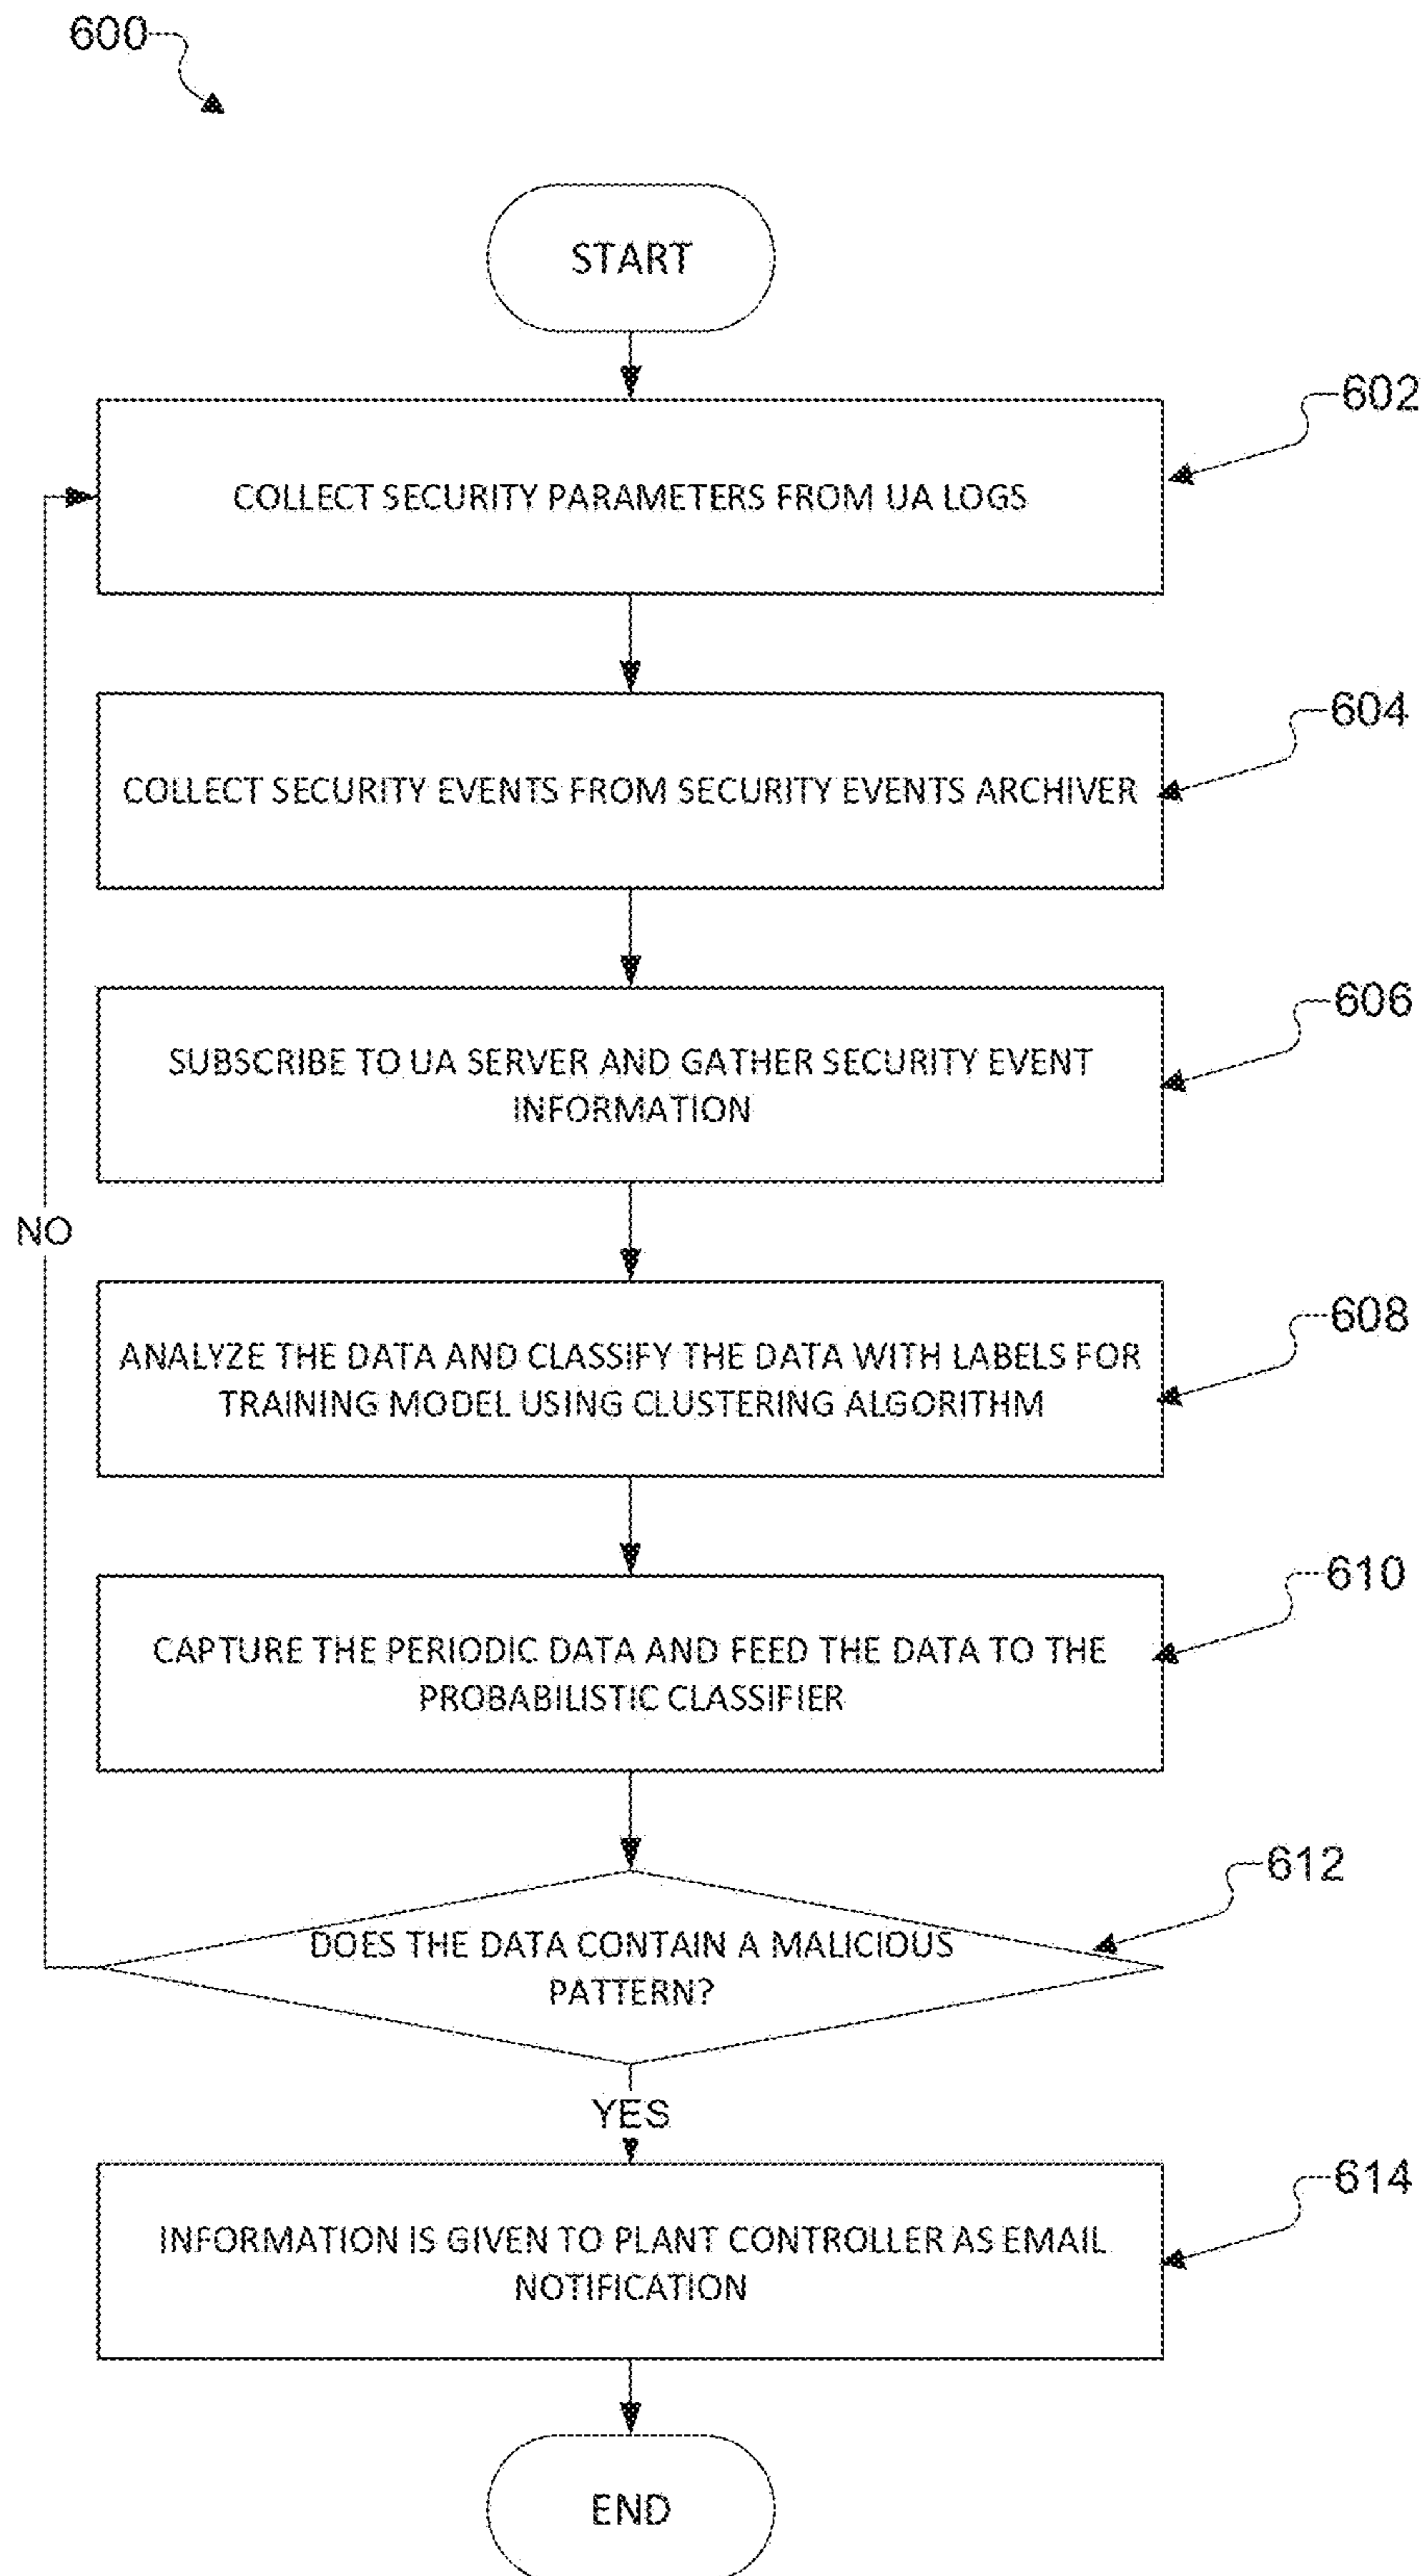 600
START
602
COLLECT SECURITY PARAMETERS FROM UA LOGS
604
COLLECT SECURITY EVENTS FROM SECURITY EVENTS ARCHIVER
606
SUBSCRIBE TO UA SERVER AND GATHER SECURITY EVENT
INFORMATION
NO
608
ANALYZE THE DATA AND CLASSIFY THE DATA WITH LABELS FOR
TRAINING MODEL USING CLUSTERING ALGORITHM
610
CAPTURE THE PERIODIC DATA AND FEED THE DATA TO THE
PROBABILISTIC CLASSIFIER
612
DOES THE DATA CONTAIN A MALICIOUS
PATTERN?
YES
614
INFORMATION IS GIVEN TO PLANT CONTROLLER AS EMAIL
NOTIFICATION
END